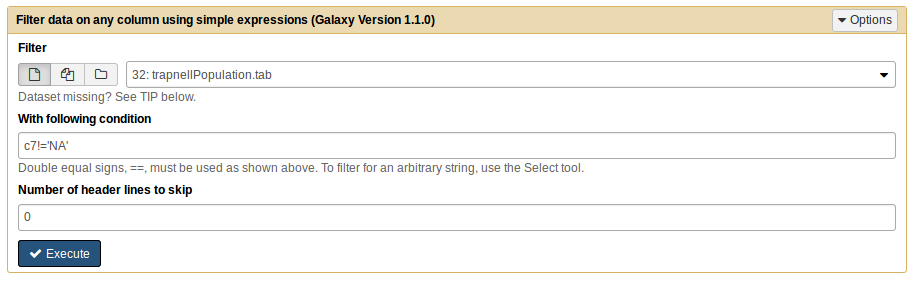 Filter data on any column using simple expressions (Galaxy Version 1.1.0)
Options
Filter
32: trapnellPopulation.tab
Dataset missing? See TIP below.
With following condition
c7!='NA'
Double equal signs, ==, must be used as shown above. To filter for an arbitrary string, use the Select tool.
Number of header lines to skip
0
Execute